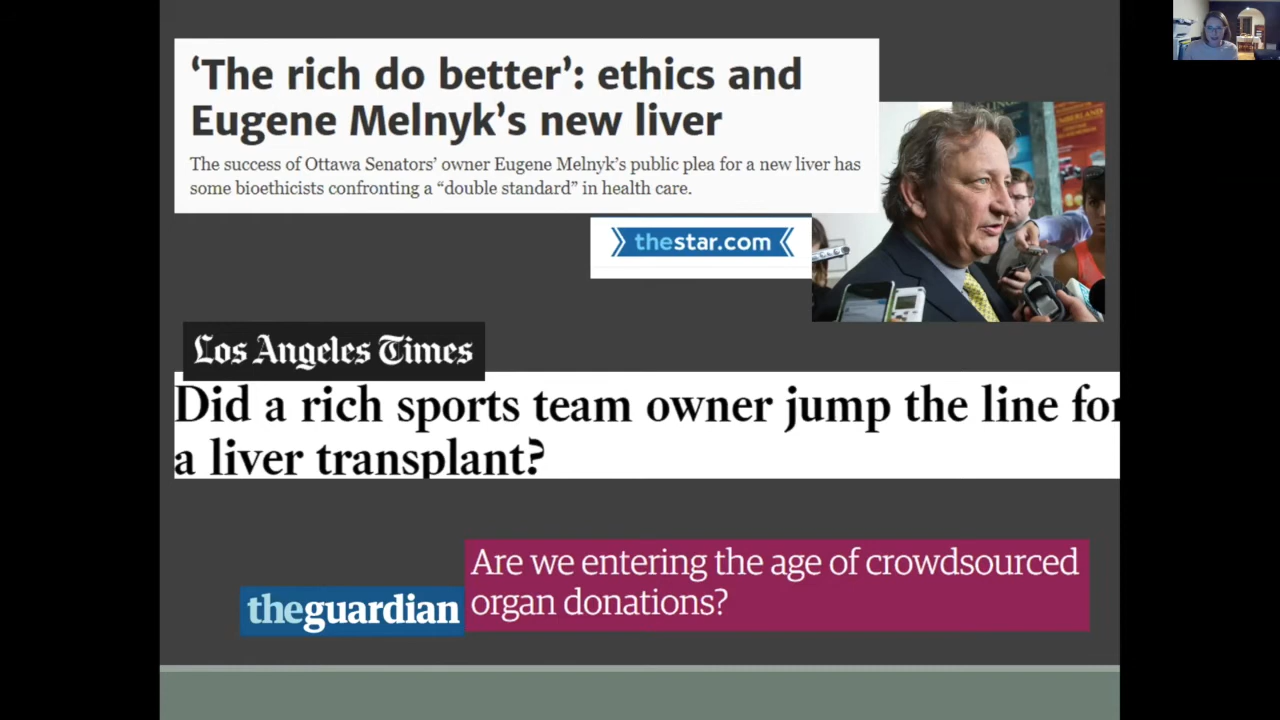 ‘The rich do better’: ethics and
Eugene Melnyk’s new liver
The success of Ottawa Senators’ owner Eugene Melnyk’s public plea for a new liver has
some bioethicists confronting a “double standard” in health care.
thestar.com
Los Angeles Times
Did a rich sports team owner jump the line for
a liver transplant?
Are we entering the age of crowdsourced
organ donations?
theguardian